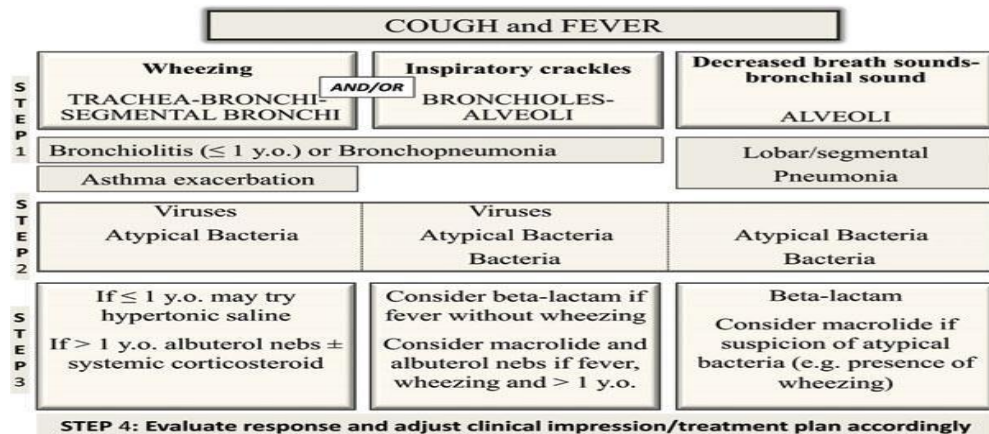 COUGH and FEVER
STEP 1
Wheezing
TRACHEA-BRONCHI-
SEGMENTAL BRONCHI
AND/OR
Inspiratory crackles
BRONCHIOLES-
ALVEOLI
Decreased breath sounds-
bronchial sound
ALVEOLI
Bronchiolitis (≤ 1 y.o.) or Bronchopneumonia
Asthma exacerbation
Lobar/segmental
Pneumonia
STEP 2
Viruses
Atypical Bacteria
Viruses
Atypical Bacteria
Bacteria
Atypical Bacteria
Bacteria
STEP 3
If ≤ 1 y.o. may try
hypertonic saline
If > 1 y.o. albuterol nebs ±
systemic corticosteroid
Consider beta-lactam if
fever without wheezing
Consider macrolide and
albuterol nebs if fever,
wheezing and > 1 y.o.
Beta-lactam
Consider macrolide if
suspicion of atypical
bacteria (e.g. presence of
wheezing)
STEP 4: Evaluate response and adjust clinical impression/treatment plan accordingly